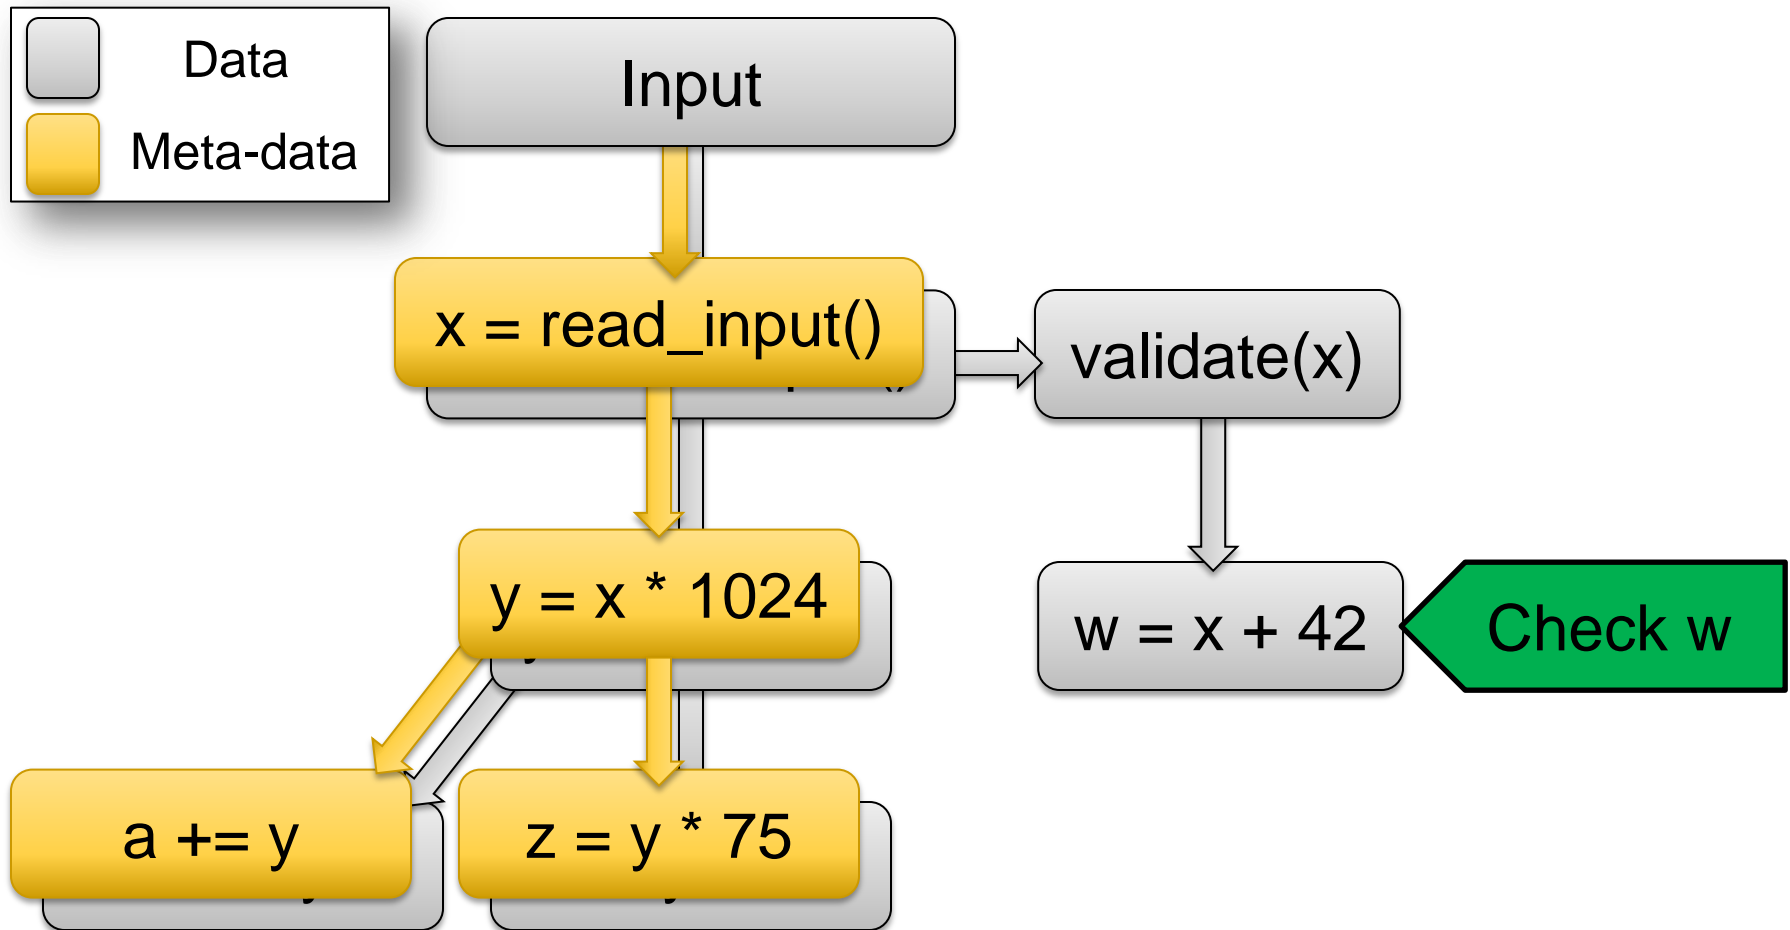 Data
Meta-data
Input
x = read_input()
validate(x)
y = x * 1024
w = x + 42
Check w
a += y
z = y * 75